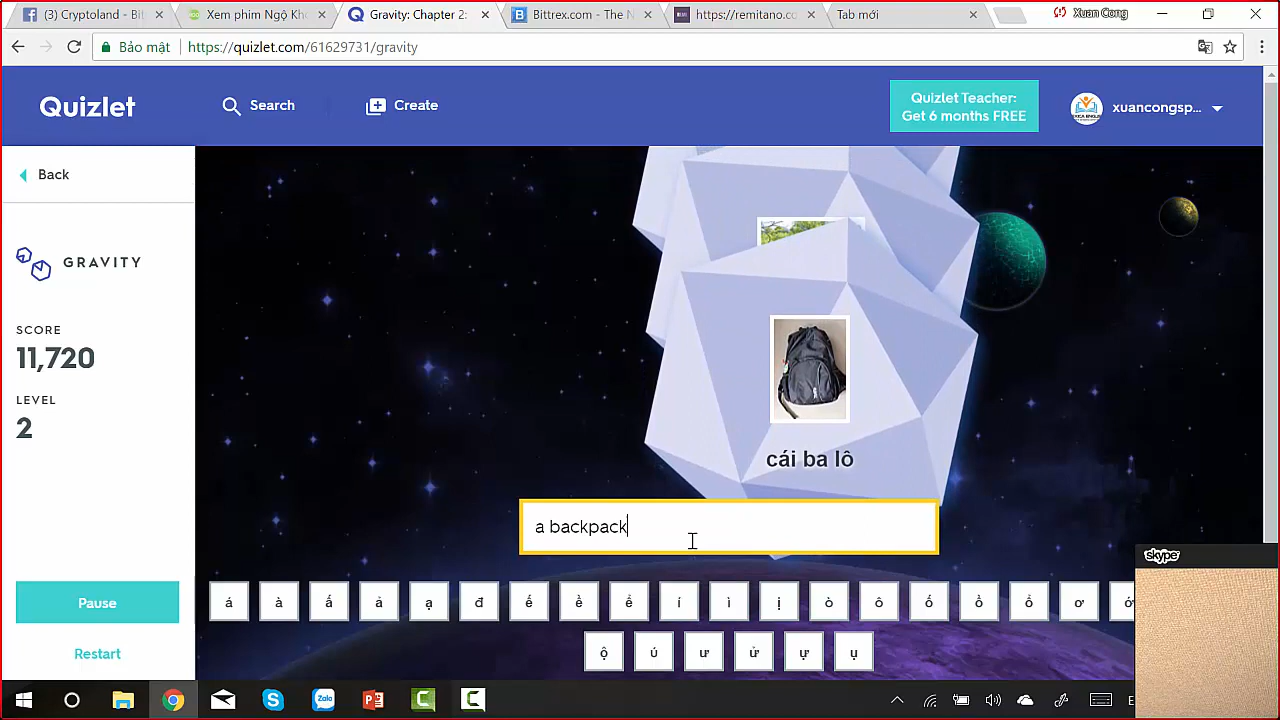 (3) Cryptoland - Bit
Xem phim Ngộ Kh
Gravity: Chapter 2:
Bittrex.com - The N
https://remitano.co
Tab mới
Xuan Cong
Bảo mật
https://quizlet.com/61629731/gravity
Quizlet
Search
Create
Quizlet Teacher:
Get 6 months FREE
xuancongsp...
Back
GRAVITY
SCORE
11,720
LEVEL
2
cái ba lô
a backpack
Pause
Restart
á à ấ ả ạ đ ế ề ể í ì ị ò ô ố ồ ổ ơ
ộ ú ư ử ự ụ
skype
Zalo